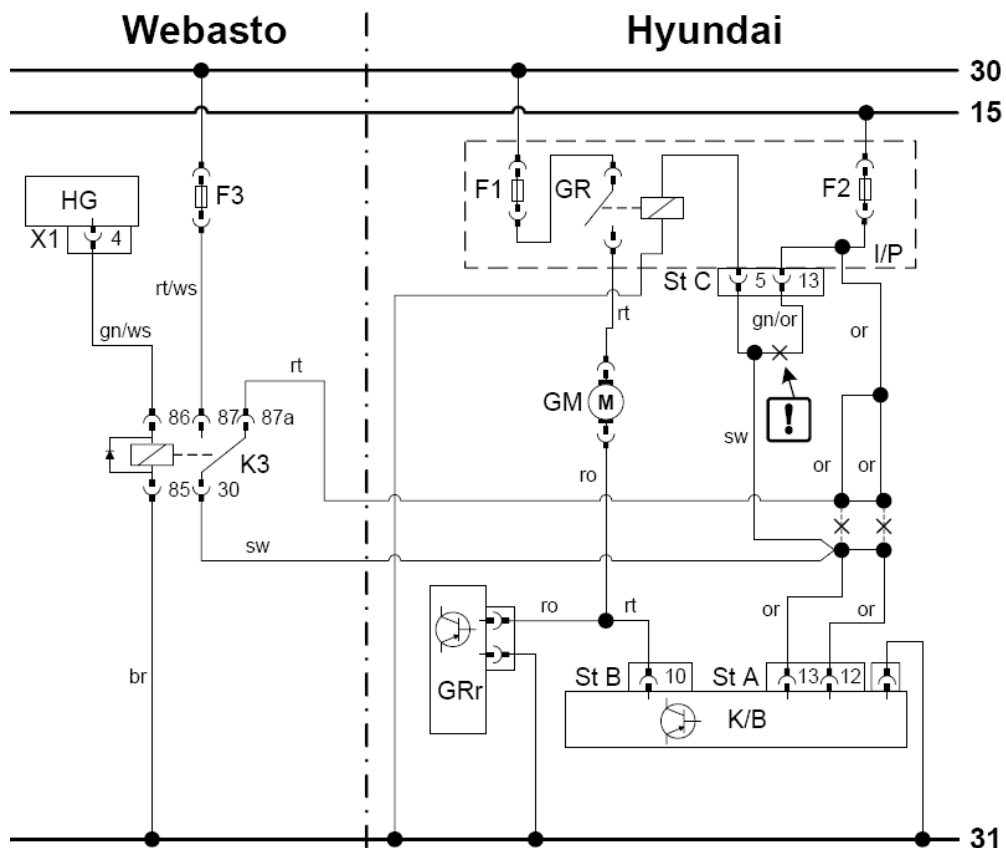 Webasto
Hyundai
30
15
HG
X1 4
F3
F1
GR
F2
I/P
St C 5 13
rt/ws
gn/ws
rt
rt
gn/or
or
!
GM M
86 87 87a
K3
85 30
sw
ro
or or
sw
ro rt
or or
br
GRr
St B 10
St A 13 12
K/B
31